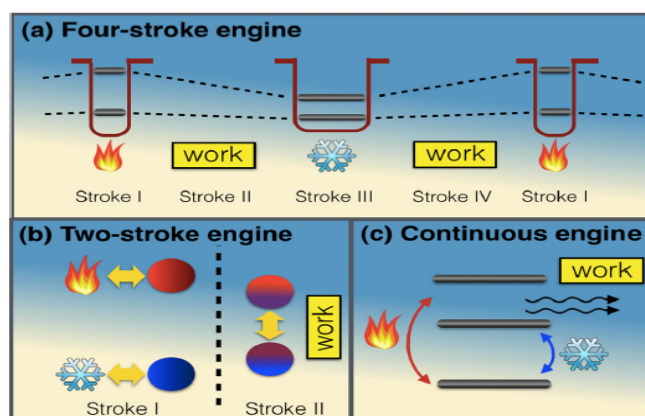 (a) Four-stroke engine
work work
Stroke I Stroke II Stroke III Stroke IV Stroke I
(b) Two-stroke engine
work
Stroke I Stroke II
(c) Continuous engine
work